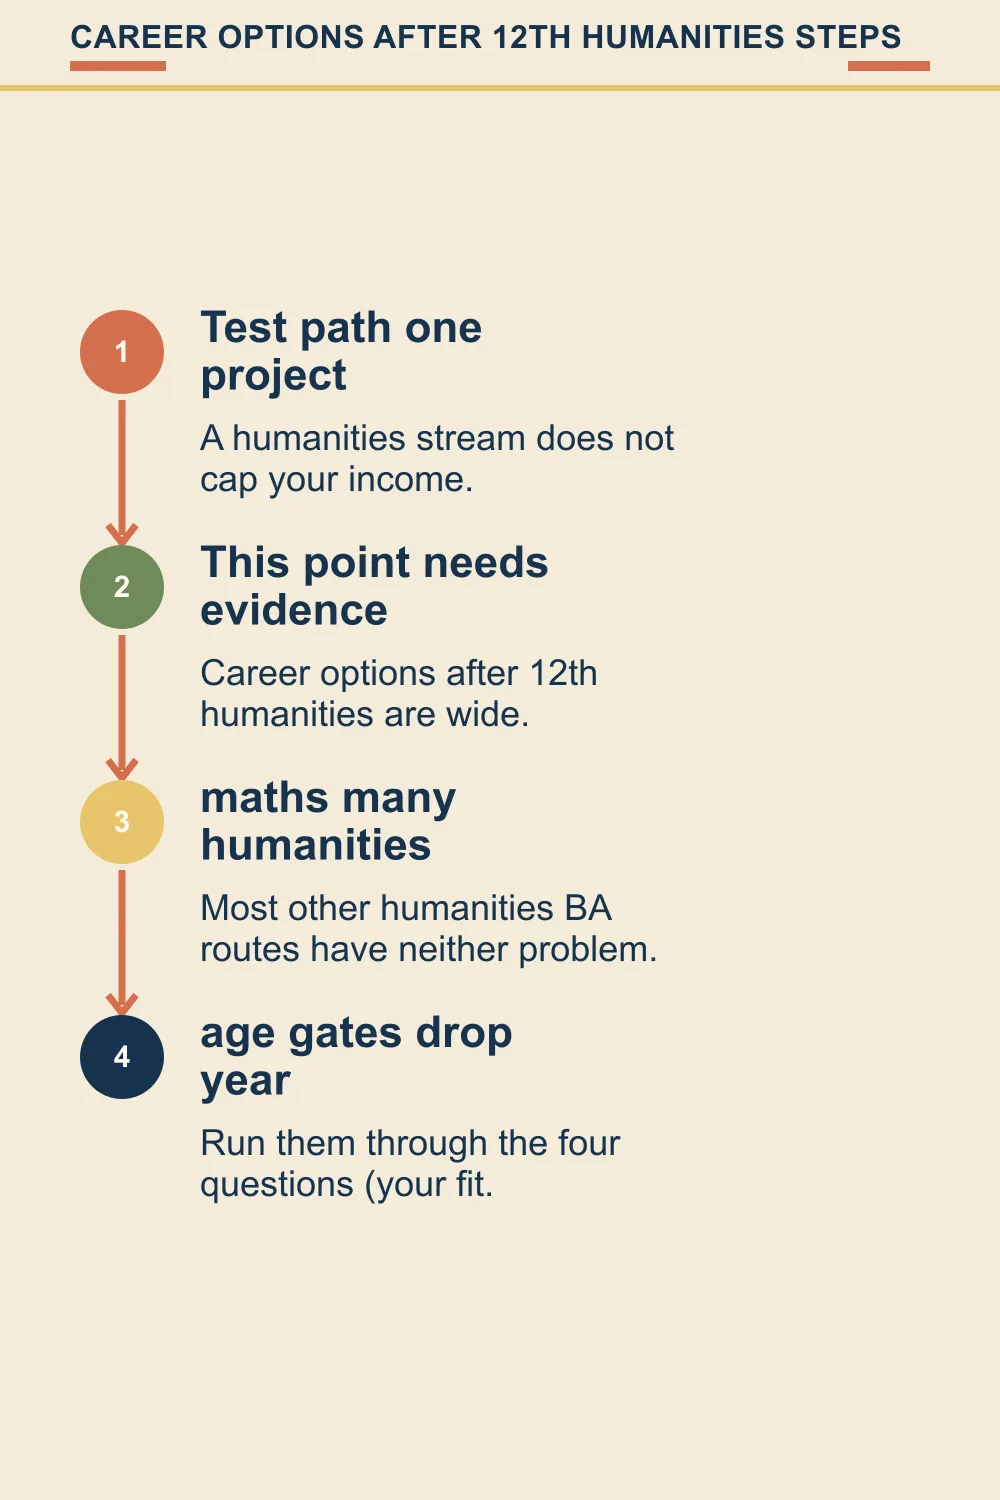 CAREER OPTIONS AFTER 12TH HUMANITIES STEPS
1
Test path one
project
A humanities stream does not
cap your income.
2
This point needs
evidence
Career options after 12th
humanities are wide.
3
maths many
humanities
Most other humanities BA
routes have neither problem.
4
age gates drop
year
Run them through the four
questions (your fit.